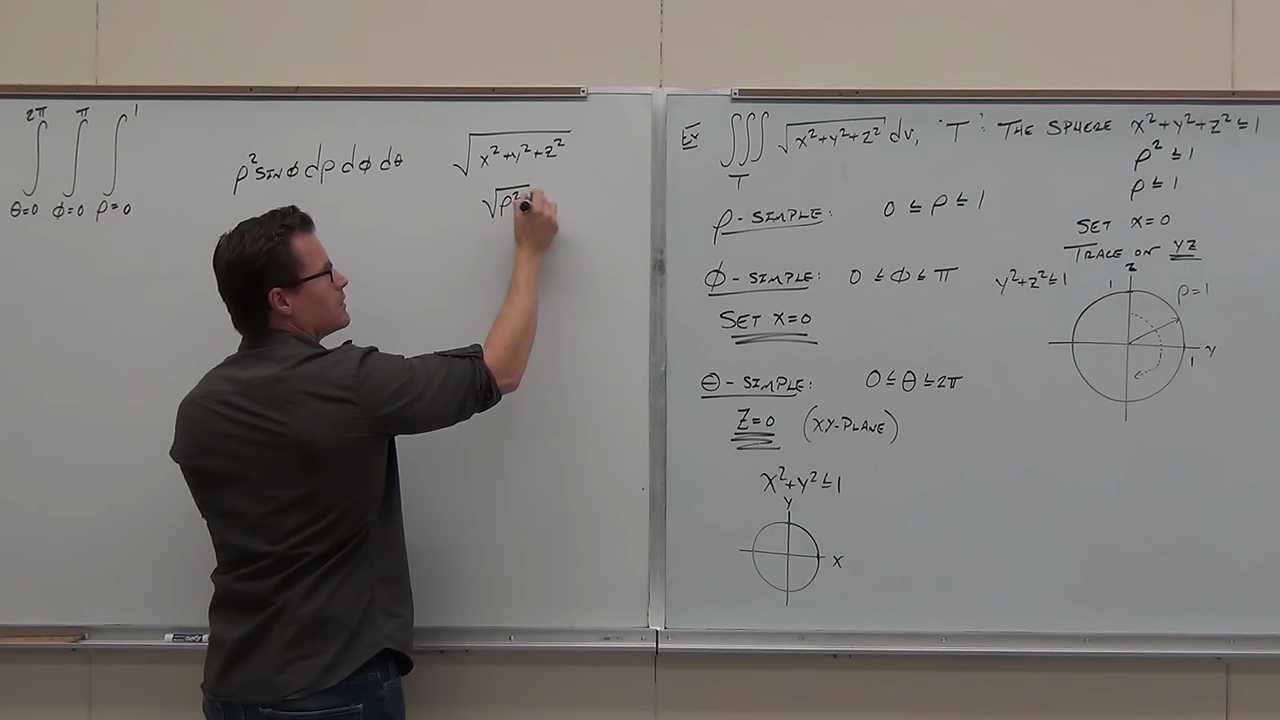 ∫_{θ=0}^{2π} ∫_{φ=0}^{π} ∫_{ρ=0}^{1} ρ² SIN φ dρ dφ dθ
√(x²+y²+z²)
√ρ²
Ex ∭_T √(x²+y²+z²) dv, "T": THE SPHERE x²+y²+z² ≤ 1
ρ² ≤ 1
ρ ≤ 1
ρ - SIMPLE: 0 ≤ ρ ≤ 1
SET x=0
TRACE ON YZ
φ - SIMPLE: 0 ≤ φ ≤ π
y²+z² ≤ 1
z
1
ρ=1
y
1
SET x=0
θ - SIMPLE: 0 ≤ θ ≤ 2π
Z=0 (XY-PLANE)
x²+y² ≤ 1
y
x